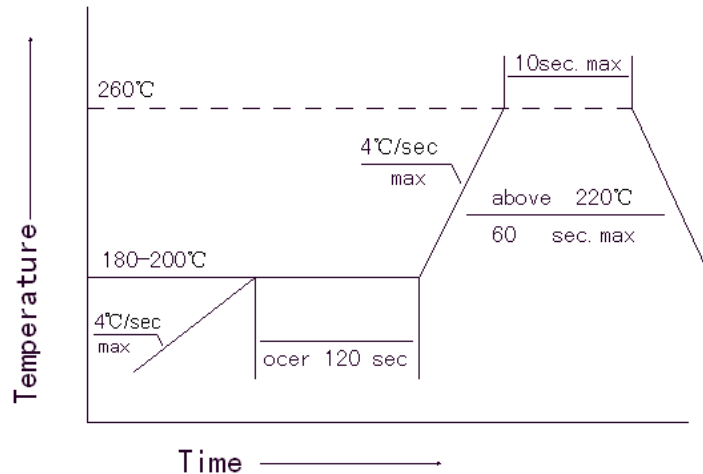 10sec. max
260℃
4℃/sec
max
above 220℃
60 sec. max
180-200℃
4℃/sec
max
ocer 120 sec
Temperature
Time